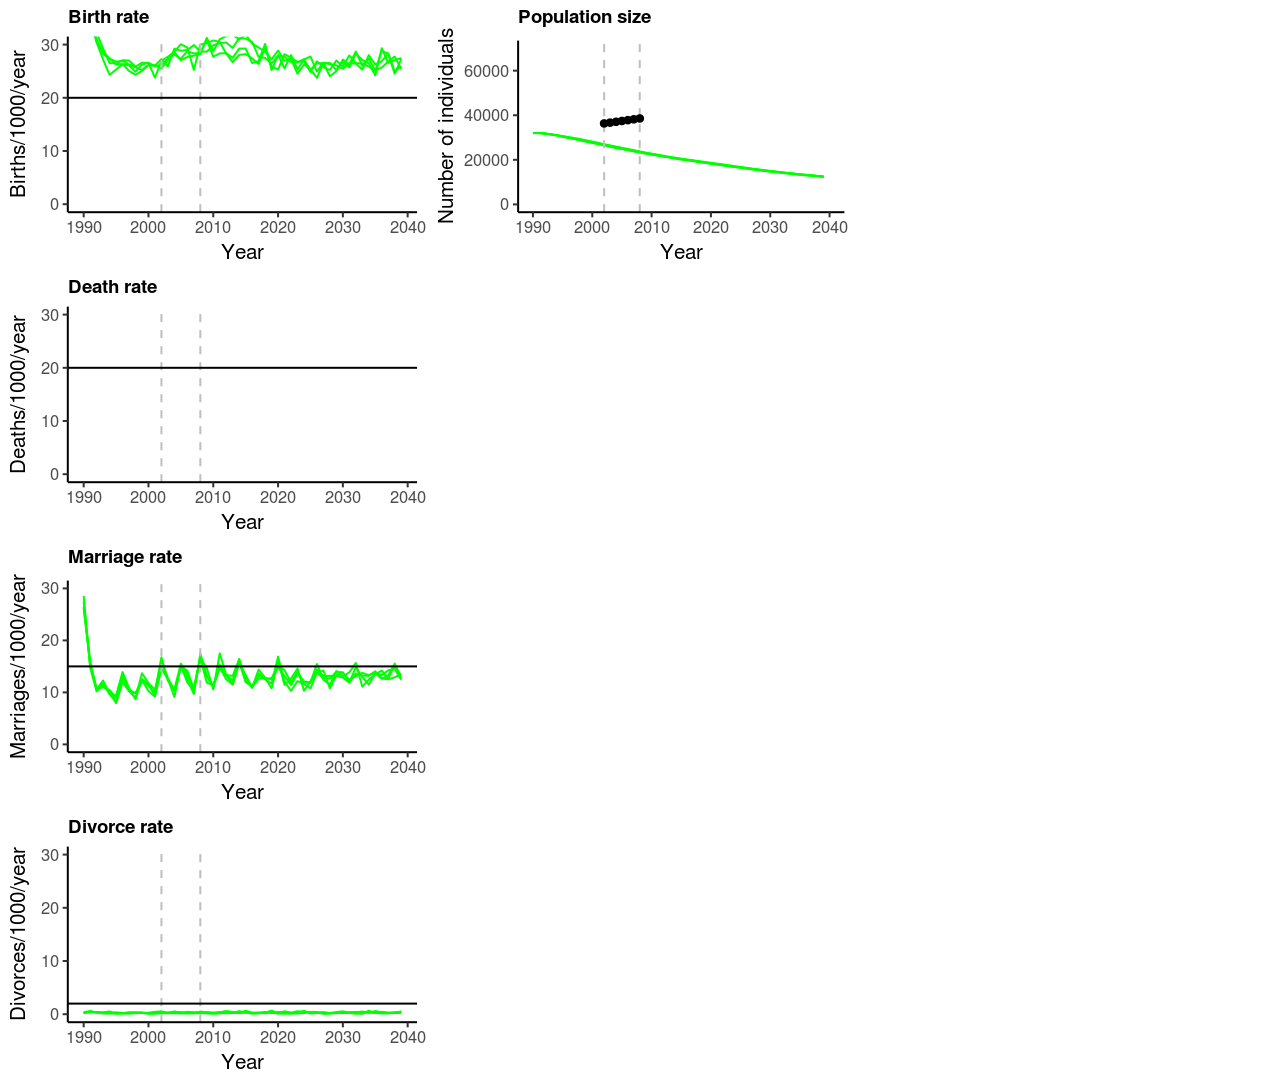 Birth rate
Births/1000/year
30
20
10
0
1990 2000 2010 2020 2030 2040
Year
Population size
Number of individuals
60000
40000
20000
0
1990 2000 2010 2020 2030 2040
Year
Death rate
Deaths/1000/year
30
20
10
0
1990 2000 2010 2020 2030 2040
Year
Marriage rate
Marriages/1000/year
30
20
10
0
1990 2000 2010 2020 2030 2040
Year
Divorce rate
Divorces/1000/year
30
20
10
0
1990 2000 2010 2020 2030 2040
Year